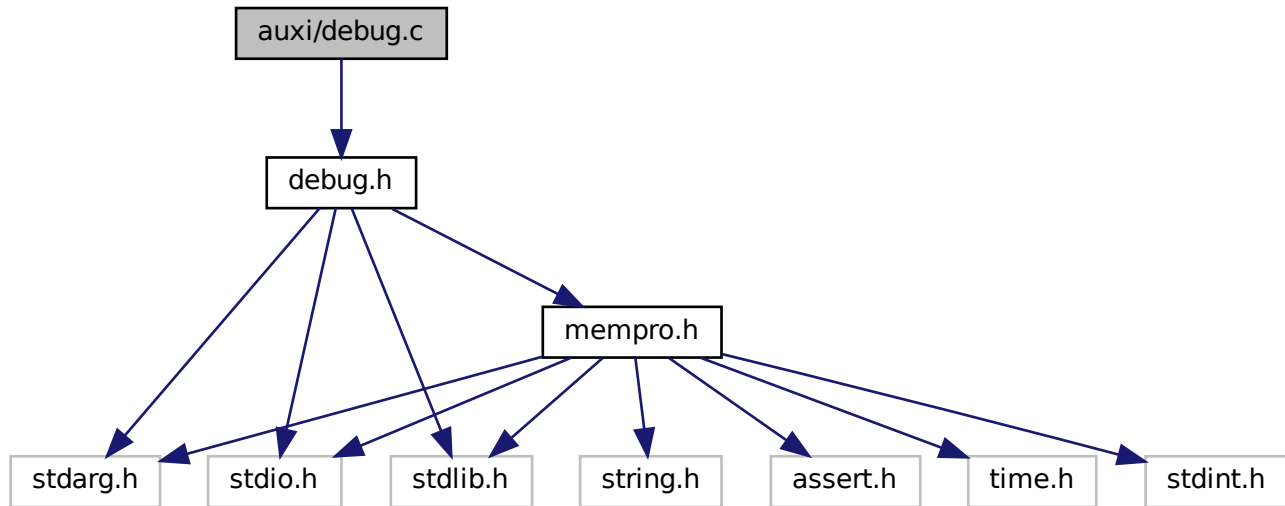 auxi/debug.c
debug.h
mempro.h
stdarg.h
stdio.h
stdlib.h
string.h
assert.h
time.h
stdint.h